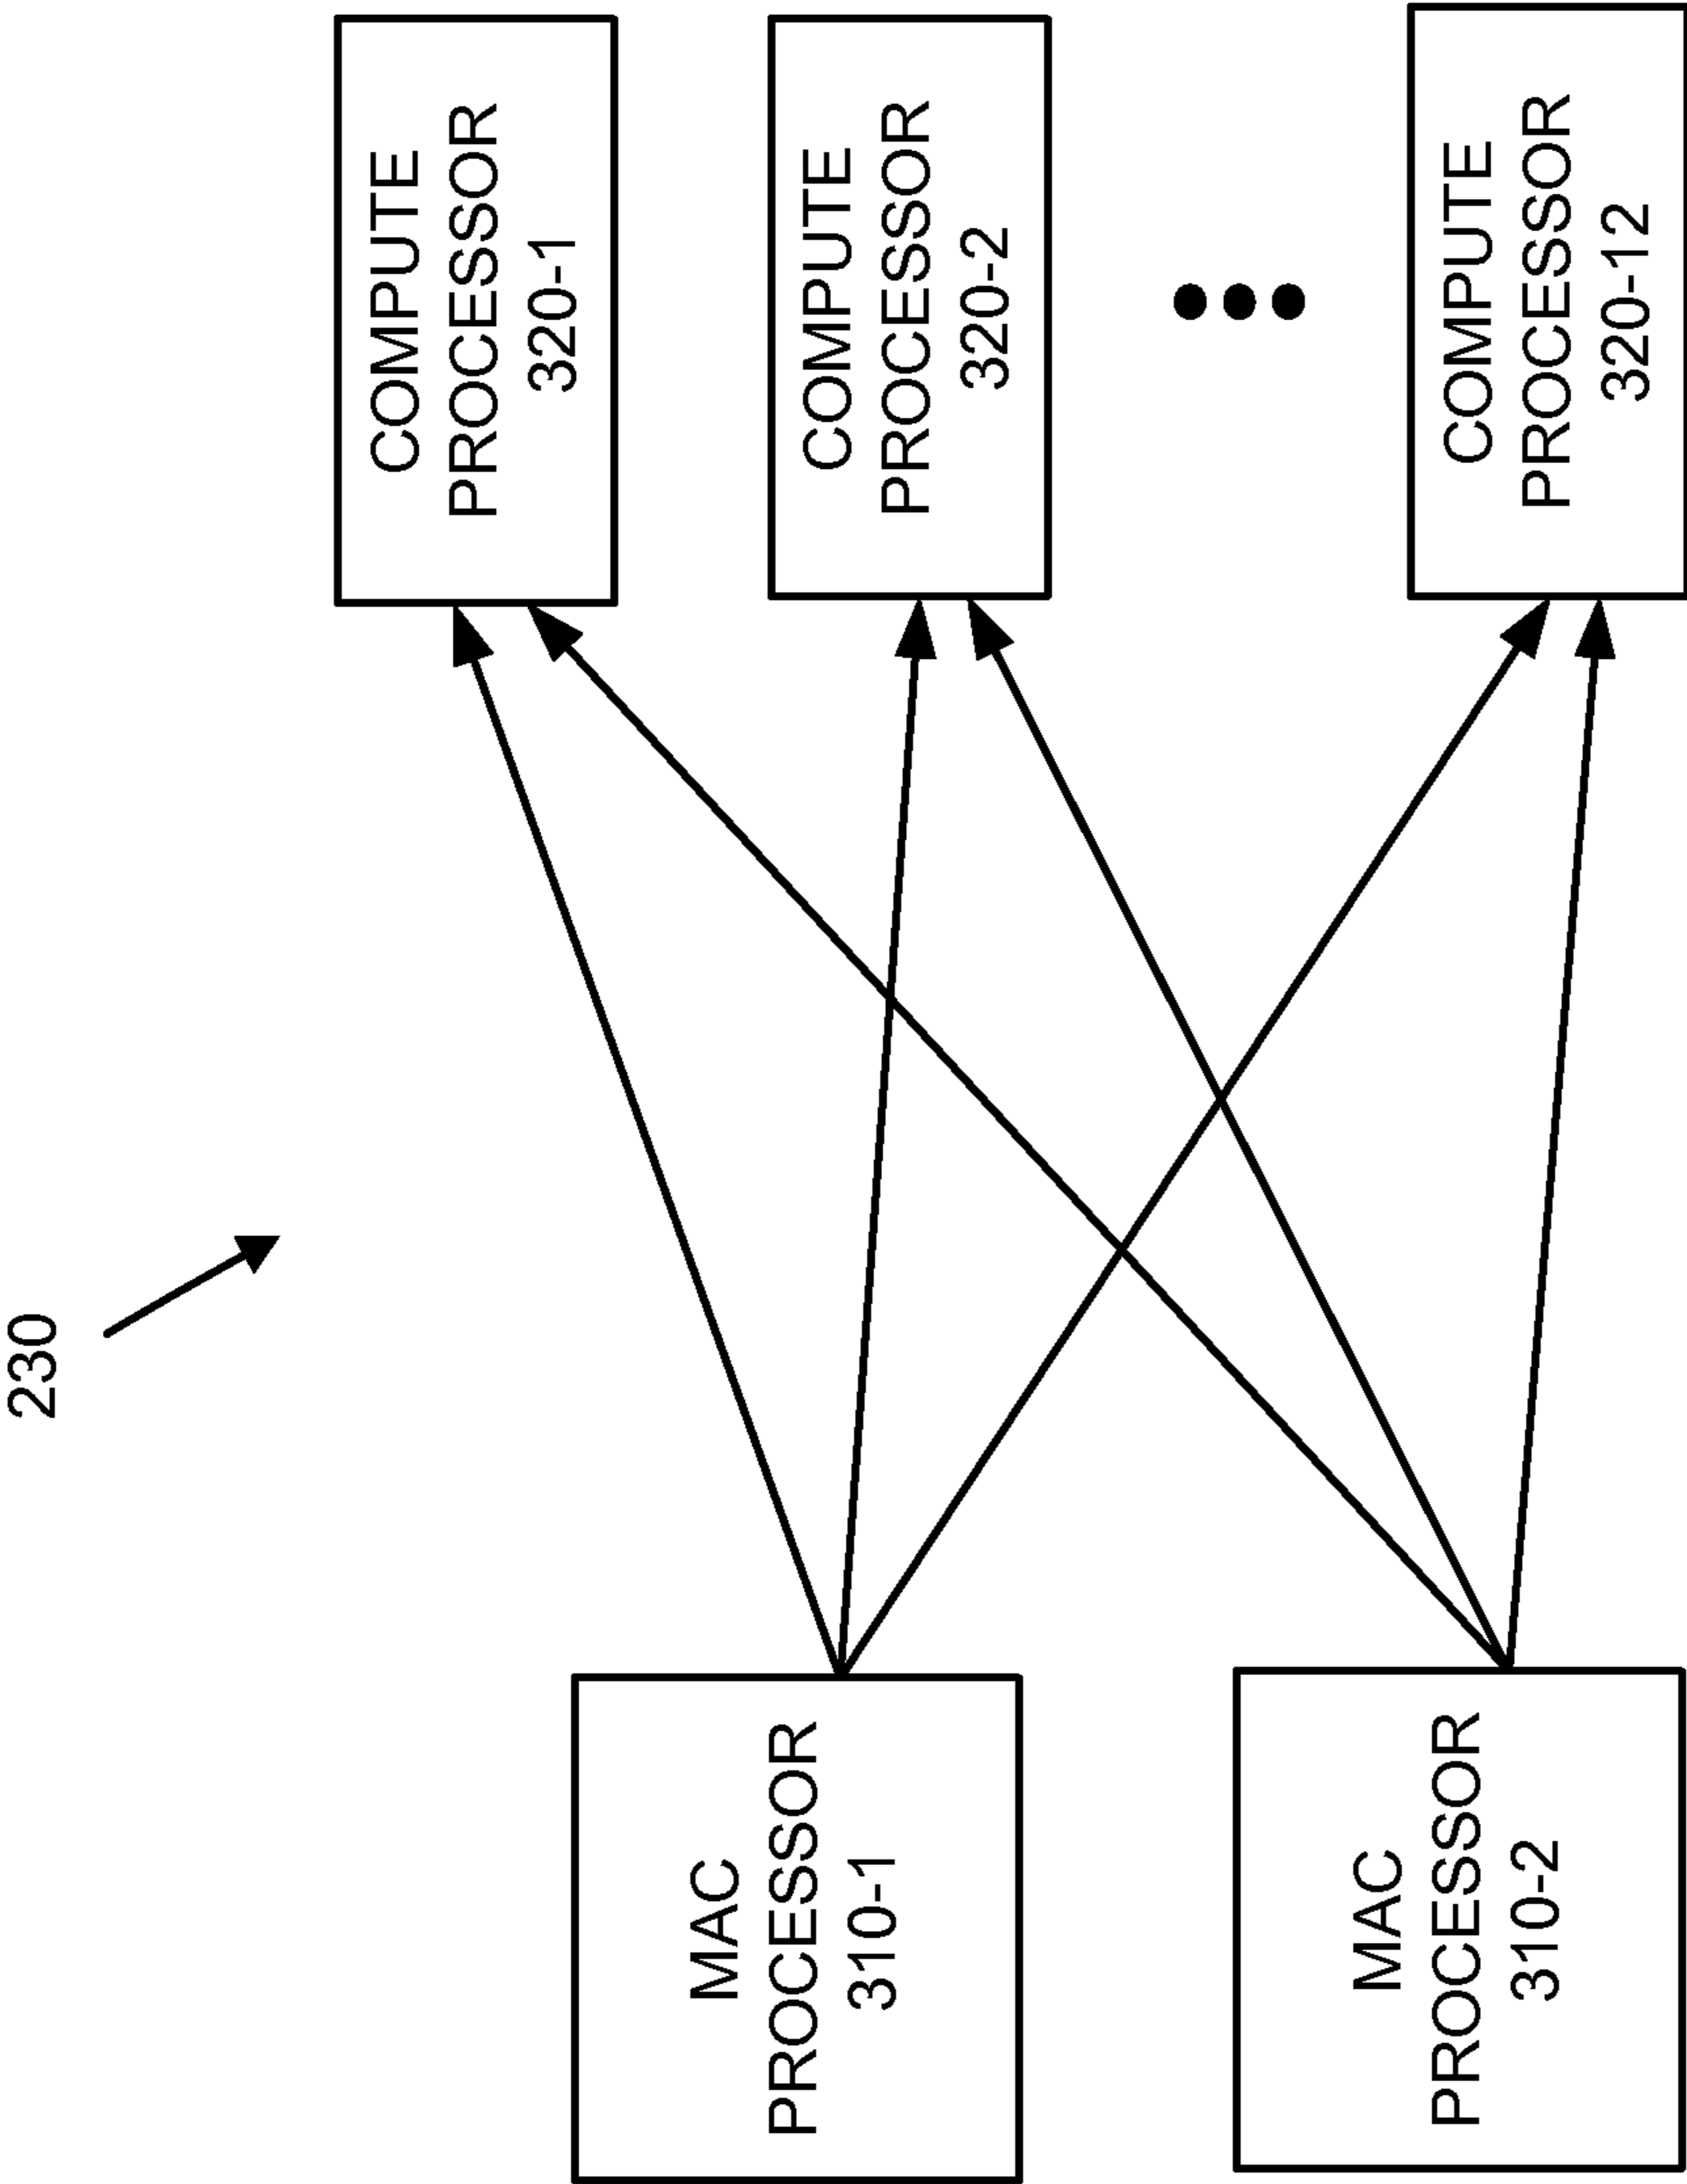 230
MAC
PROCESSOR
310-1
MAC
PROCESSOR
310-2
COMPUTE
PROCESSOR
320-1
COMPUTE
PROCESSOR
320-2
COMPUTE
PROCESSOR
320-12